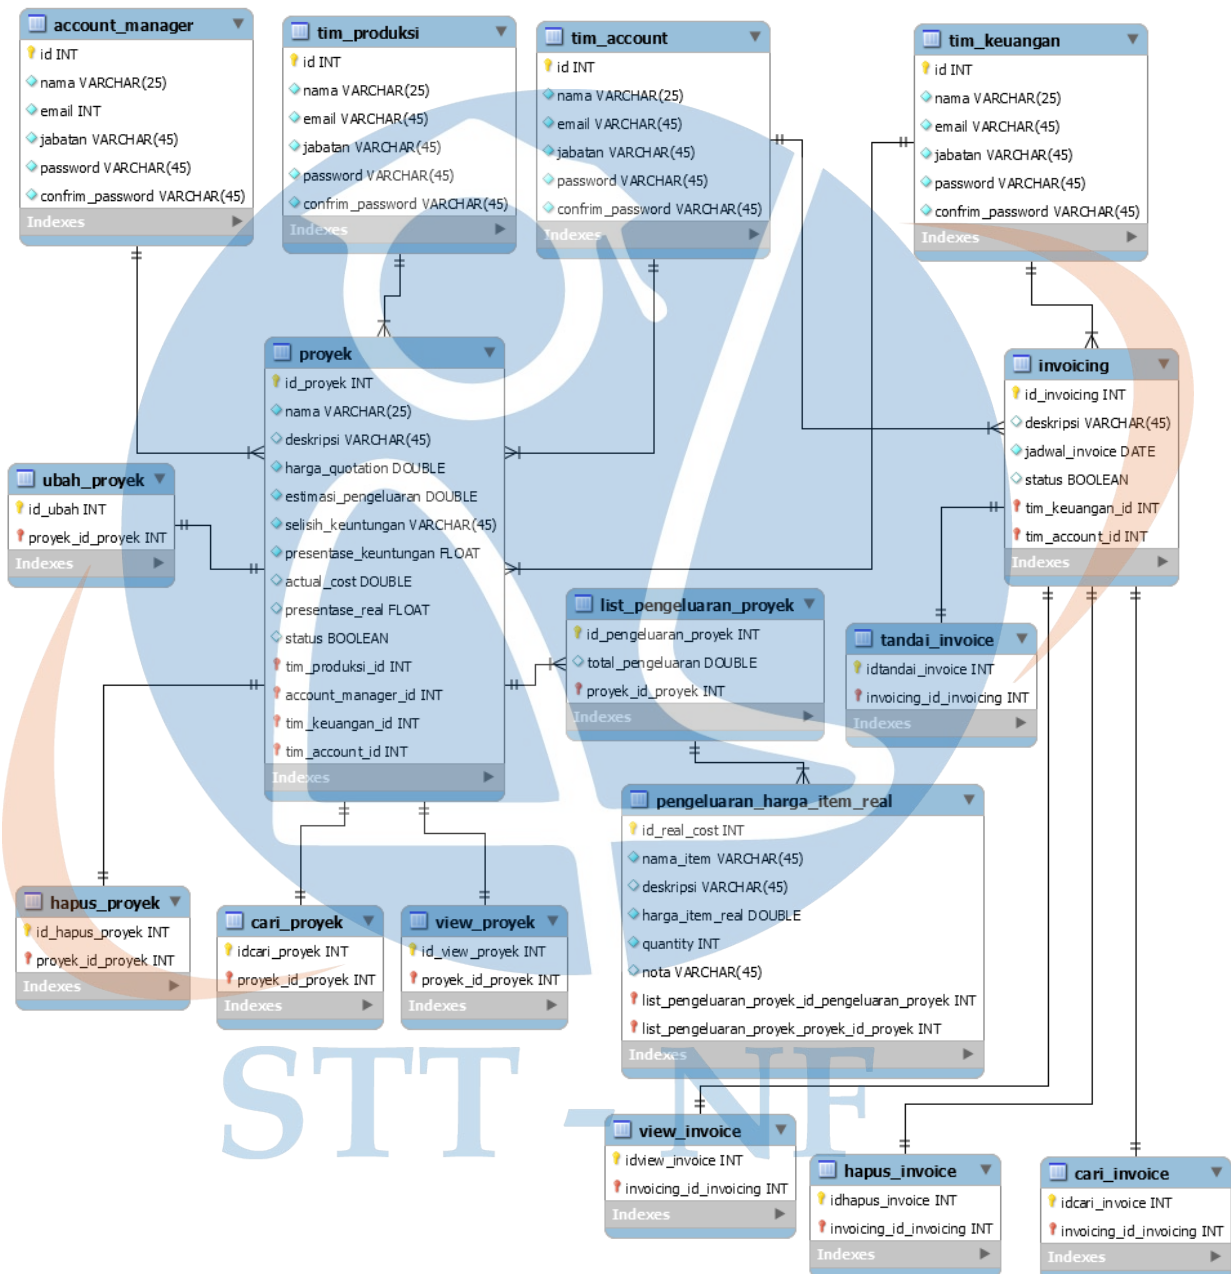 account_manager
id INT
nama VARCHAR(25)
email INT
jabatan VARCHAR(45)
password VARCHAR(45)
confrim_password VARCHAR(45)
Indexes
tim_produksi
id INT
nama VARCHAR(25)
email VARCHAR(45)
jabatan VARCHAR(45)
password VARCHAR(45)
confrim_password VARCHAR(45)
Indexes
tim_account
id INT
nama VARCHAR(25)
email VARCHAR(45)
jabatan VARCHAR(45)
password VARCHAR(45)
confrim_password VARCHAR(45)
Indexes
tim_keuangan
id INT
nama VARCHAR(25)
email VARCHAR(45)
jabatan VARCHAR(45)
password VARCHAR(45)
confrim_password VARCHAR(45)
Indexes
proyek
id_proyek INT
nama VARCHAR(25)
deskripsi VARCHAR(45)
harga_quotation DOUBLE
estimasi_pengeluaran DOUBLE
selisih_keuntungan VARCHAR(45)
presentase_keuntungan FLOAT
actual_cost DOUBLE
presentase_real FLOAT
status BOOLEAN
tim_produksi_id INT
account_manager_id INT
tim_keuangan_id INT
tim_account_id INT
Indexes
invoicing
id_invoicing INT
deskripsi VARCHAR(45)
jadwal_invoice DATE
status BOOLEAN
tim_keuangan_id INT
tim_account_id INT
Indexes
ubah_proyek
id_ubah INT
proyek_id_proyek INT
Indexes
list_pengeluaran_proyek
id_pengeluaran_proyek INT
total_pengeluaran DOUBLE
proyek_id_proyek INT
Indexes
tandai_invoice
idtandai_invoice INT
invoicing_id_invoicing INT
Indexes
pengeluaran_harga_item_real
id_real_cost INT
nama_item VARCHAR(45)
deskripsi VARCHAR(45)
harga_item_real DOUBLE
quantity INT
nota VARCHAR(45)
list_pengeluaran_proyek_id_pengeluaran_proyek INT
list_pengeluaran_proyek_proyek_id_proyek INT
Indexes
hapus_proyek
id_hapus_proyek INT
proyek_id_proyek INT
Indexes
cari_proyek
idcari_proyek INT
proyek_id_proyek INT
Indexes
view_proyek
id_view_proyek INT
proyek_id_proyek INT
Indexes
STT - NF
view_invoice
idview_invoice INT
invoicing_id_invoicing INT
Indexes
hapus_invoice
idhapus_invoice INT
invoicing_id_invoicing INT
Indexes
cari_invoice
idcari_invoice INT
invoicing_id_invoicing INT
Indexes